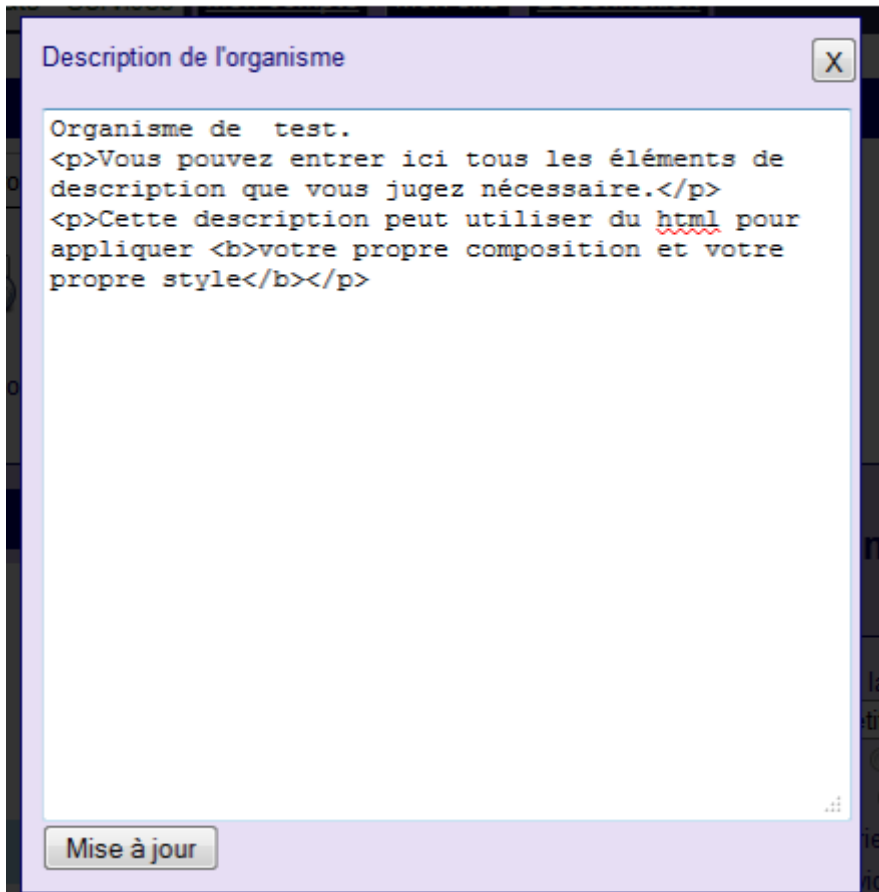 Description de l'organisme
X
Organisme de  test.
<p>Vous pouvez entrer ici tous les éléments de
description que vous jugez nécessaire.</p>
<p>Cette description peut utiliser du html pour
appliquer <b>votre propre composition et votre
propre style</b></p>
Mise à jour